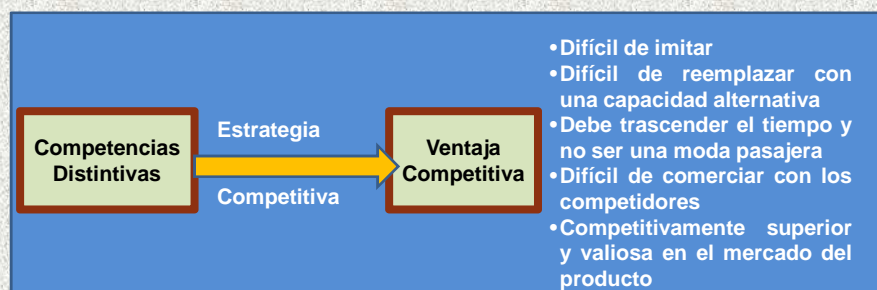 Competencias
Distintivas
Estrategia
Competitiva
Ventaja
Competitiva
•Difícil de imitar
•Difícil de reemplazar con
una capacidad alternativa
•Debe trascender el tiempo y
no ser una moda pasajera
•Difícil de comerciar con los
competidores
•Competitivamente superior
y valiosa en el mercado del
producto